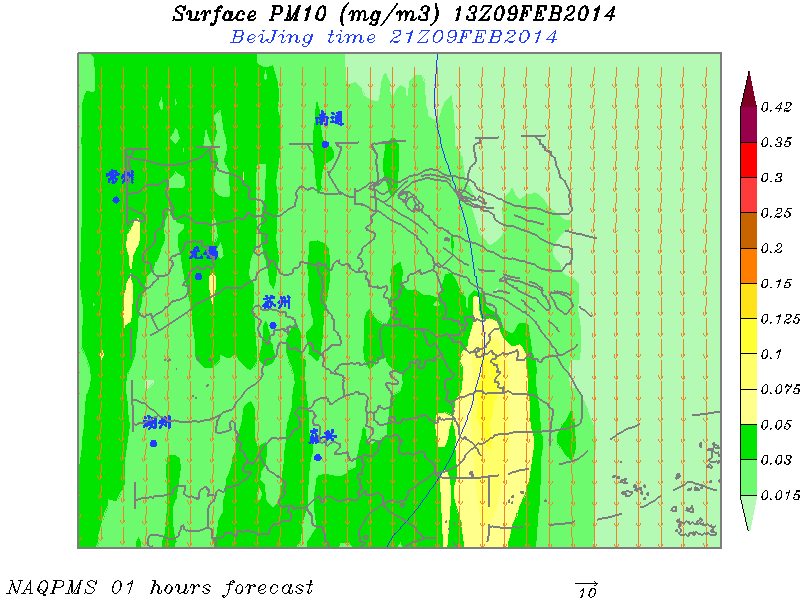 Surface PM10 (mg/m3) 13Z09FEB2014
BeiJing time 21Z09FEB2014
南通
常州
无锡
苏州
湖州
嘉兴
0.42
0.35
0.3
0.25
0.2
0.15
0.125
0.1
0.075
0.05
0.03
0.015
NAQPMS 01 hours forecast
10